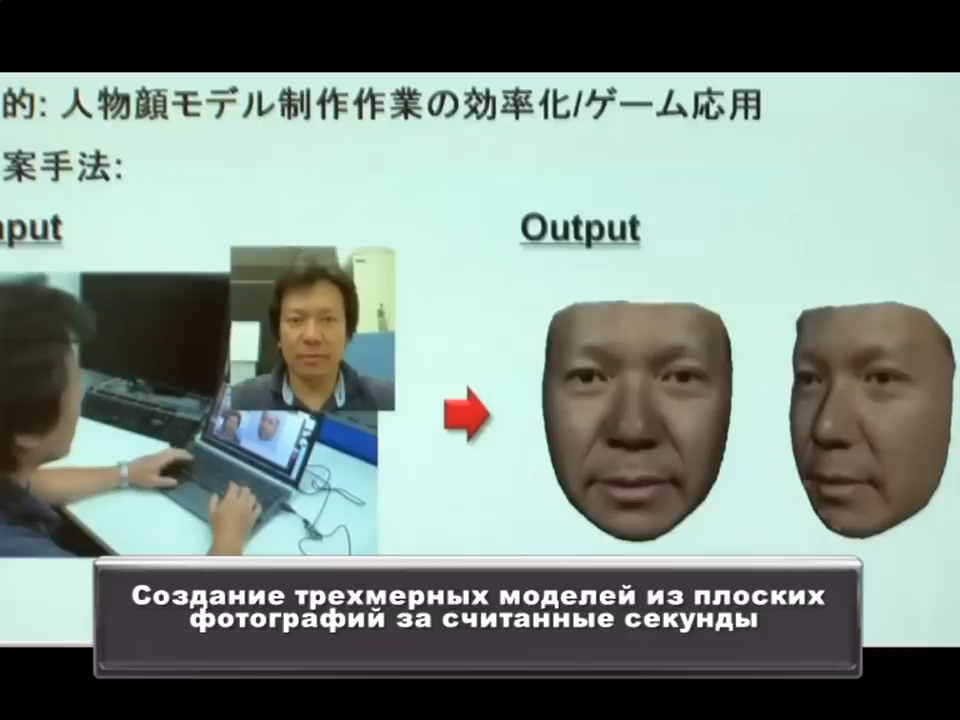 的: 人物顔モデル制作作業の効率化/ゲーム応用
案手法:
nput
Output
Создание трехмерных моделей из плоских
фотографий за считанные секунды